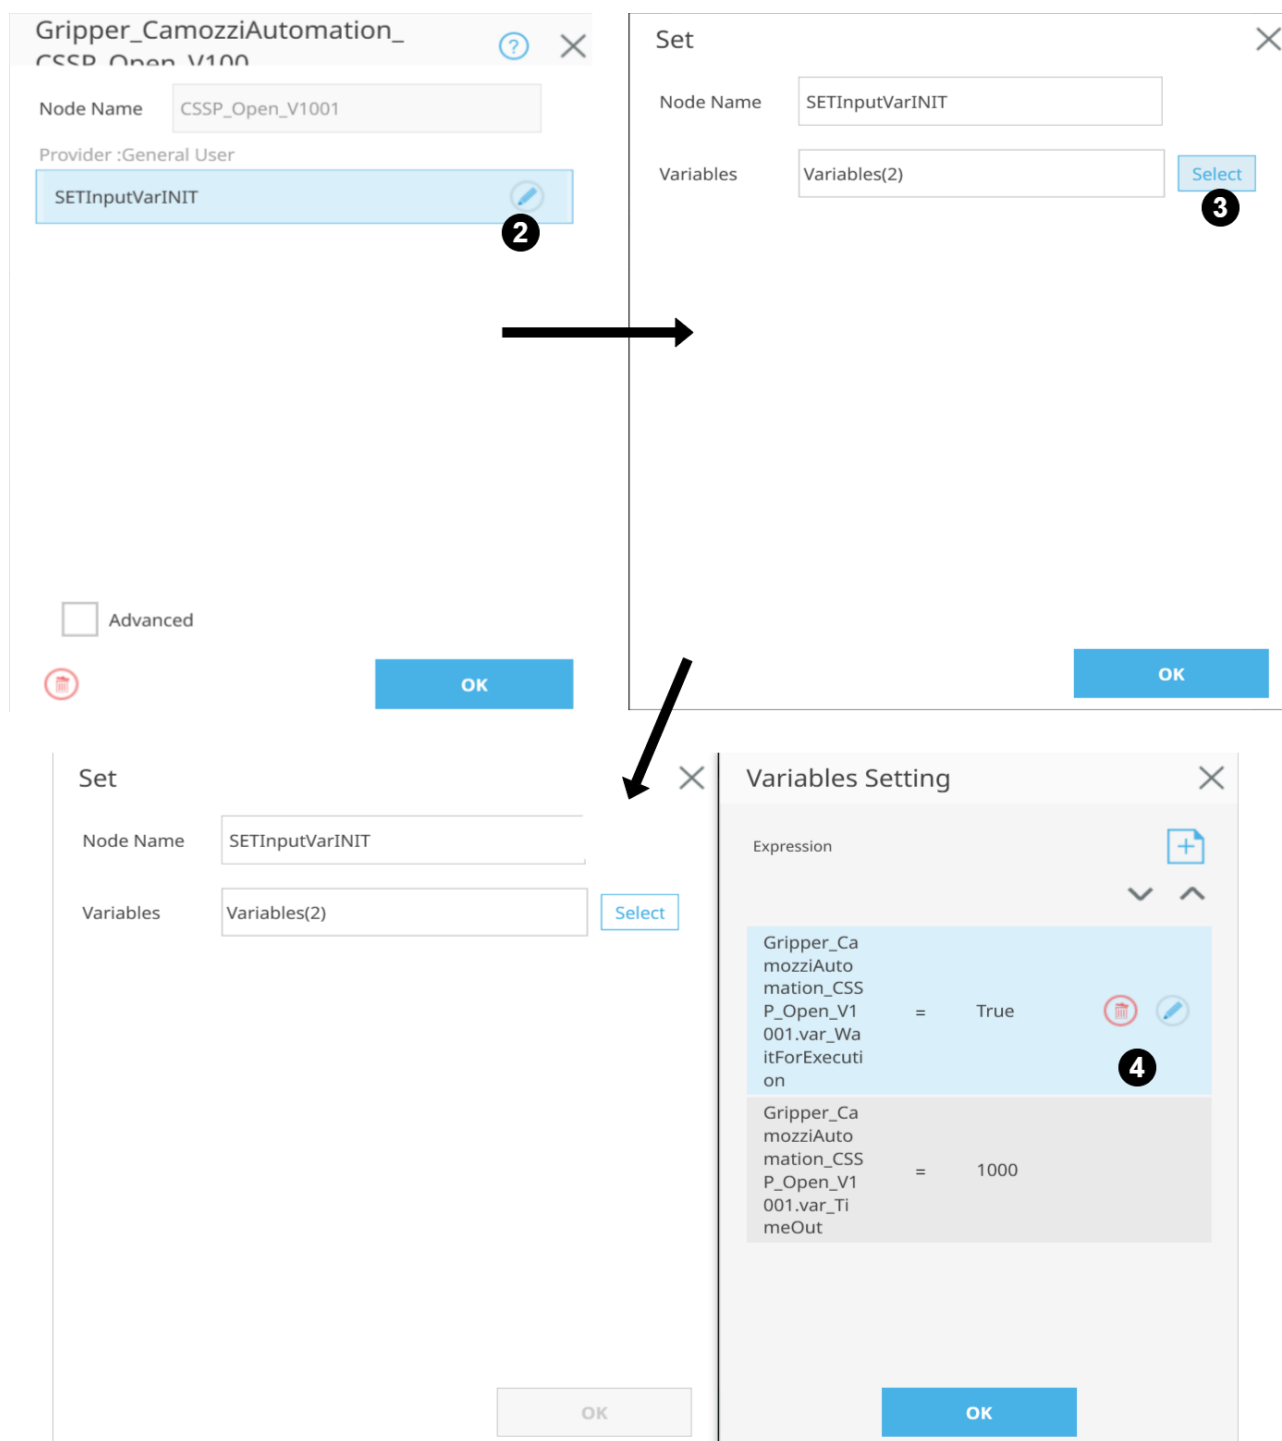 Gripper_CamozziAutomation_
CSSP_Open_V100
Node Name
CSSP_Open_V1001
Provider :General User
SETInputVarINIT
2
Advanced
OK
Set
Node Name
SETInputVarINIT
Variables
Variables(2)
Select
3
OK
Set
Node Name
SETInputVarINIT
Variables
Variables(2)
Select
OK
Variables Setting
Expression
Gripper_Ca
mozziAuto
mation_CSS
P_Open_V1
001.var_Wa
itForExecuti
on
=
True
4
Gripper_Ca
mozziAuto
mation_CSS
P_Open_V1
001.var_Ti
meOut
=
1000
OK